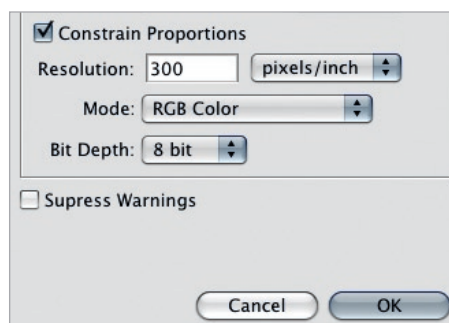 Constrain Proportions
Resolution: 300 pixels/inch
Mode: RGB Color
Bit Depth: 8 bit
Supress Warnings
Cancel OK